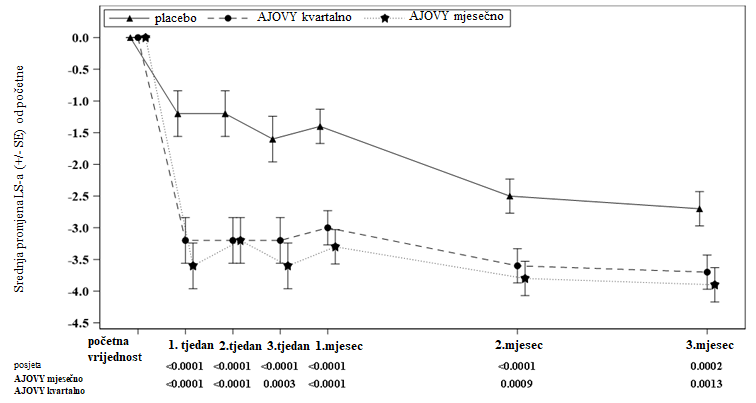 placebo AJOVY kvartalno AJOVY mjesečno
Srednja promjena LS-a (+/- SE) od početne
0.0
-0.5
-1.0
-1.5
-2.0
-2.5
-3.0
-3.5
-4.0
-4.5
početna vrijednost 1. tjedan 2.tjedan 3.tjedan 1.mjesec 2.mjesec 3.mjesec
posjeta
AJOVY mjesečno <0.0001 <0.0001 <0.0001 <0.0001 <0.0001 0.0002
AJOVY kvartalno <0.0001 <0.0001 0.0003 <0.0001 0.0009 0.0013